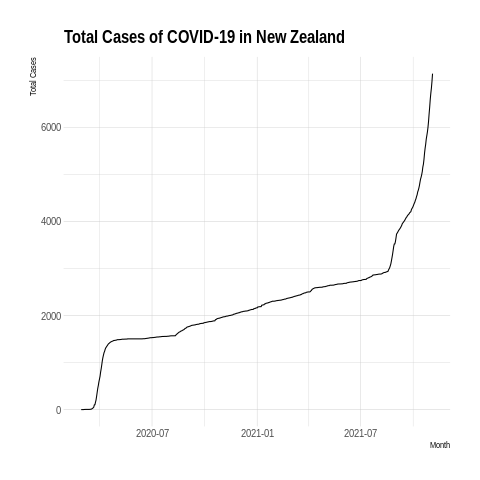 Total Cases of COVID-19 in New Zealand
Total Cases
6000
4000
2000
0
2020-07
2021-01
2021-07
Month